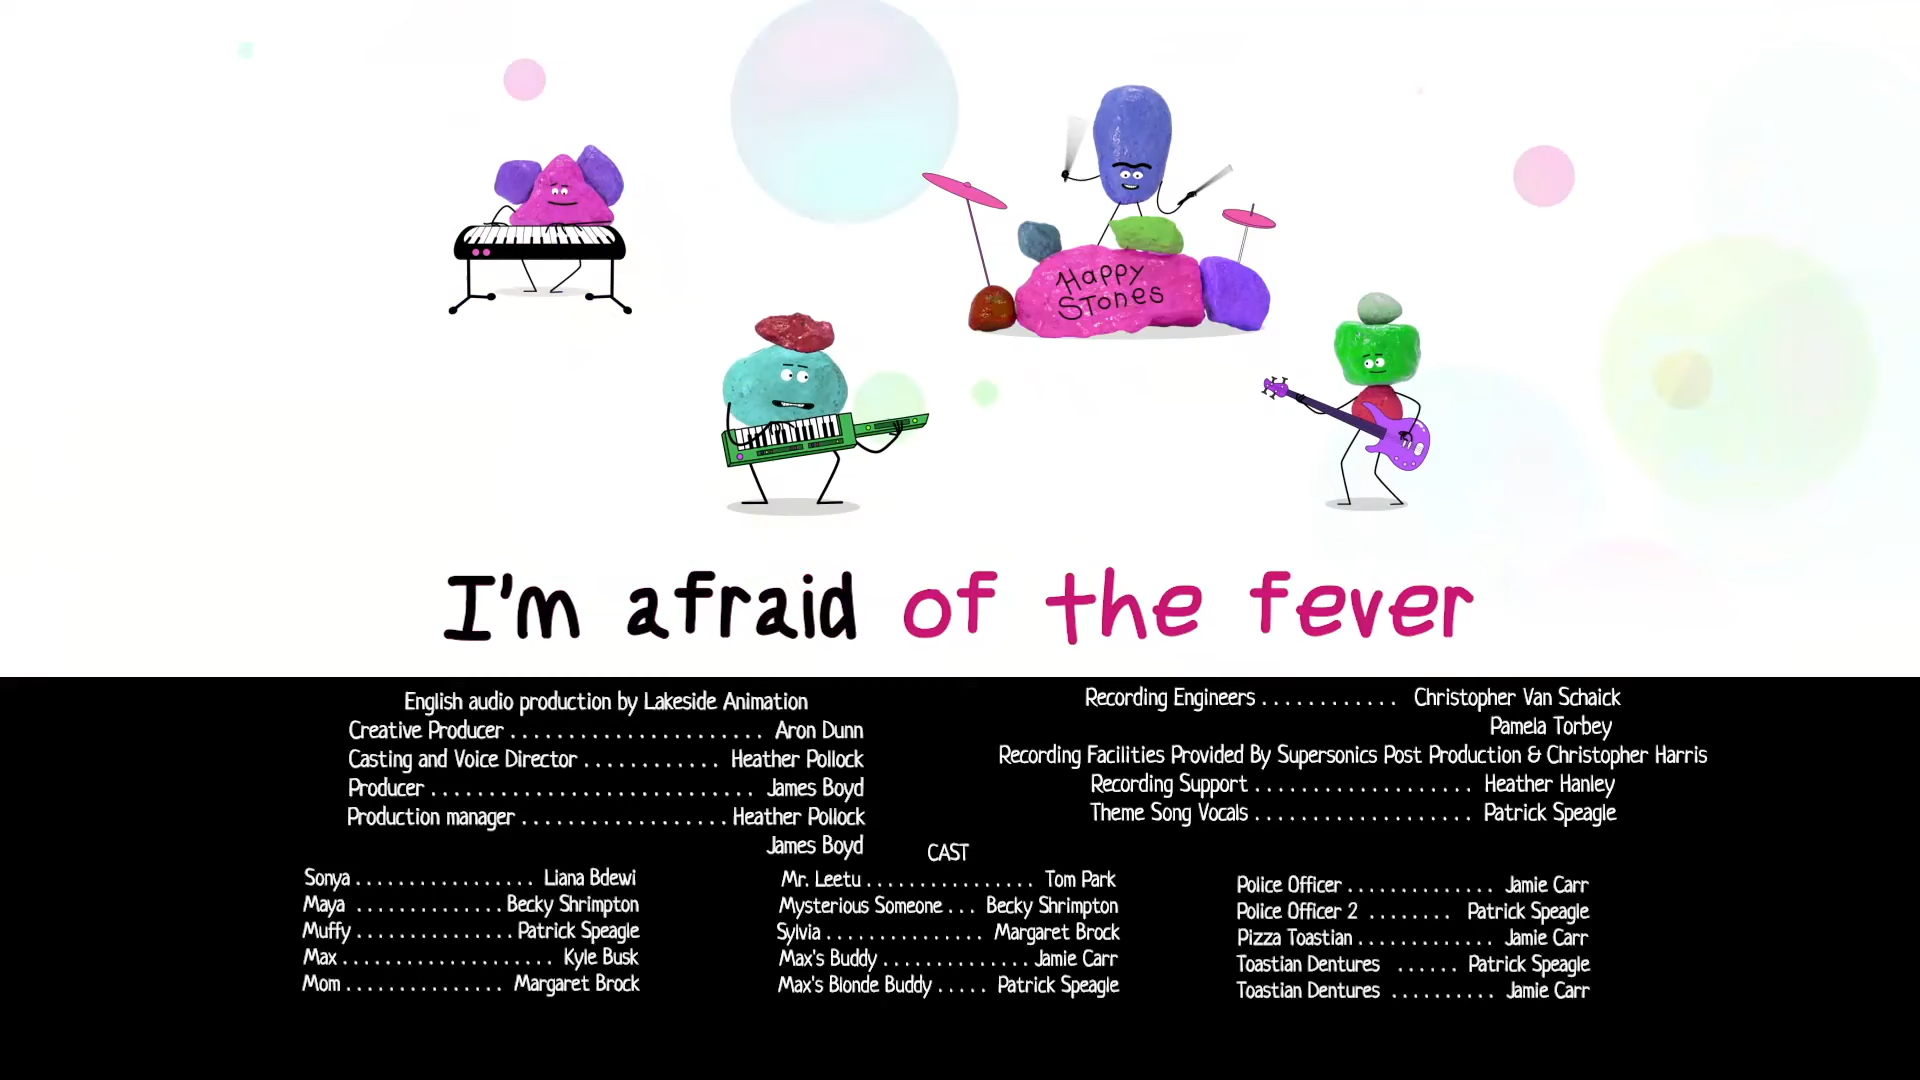 Happy
Stones
I'm afraid of the fever
English audio production by Lakeside Animation
Creative Producer . . . . . . . . . . . . . . . . . . . . . . Aron Dunn
Casting and Voice Director . . . . . . . . . . . . Heather Pollock
Producer . . . . . . . . . . . . . . . . . . . . . . . . . . . . James Boyd
Production manager . . . . . . . . . . . . . . . . . . Heather Pollock
James Boyd
Recording Engineers . . . . . . . . . . . . Christopher Van Schaick
Pamela Torbey
Recording Facilities Provided By Supersonics Post Production & Christopher Harris
Recording Support . . . . . . . . . . . . . . . . . . . Heather Hanley
Theme Song Vocals . . . . . . . . . . . . . . . . . . . Patrick Speagle
CAST
Sonya . . . . . . . . . . . . . . . . . Liana Bdewi
Maya . . . . . . . . . . . . . . Becky Shrimpton
Muffy . . . . . . . . . . . . . . . Patrick Speagle
Max . . . . . . . . . . . . . . . . . . . . Kyle Busk
Mom . . . . . . . . . . . . . . . Margaret Brock
Mr. Leetu . . . . . . . . . . . . . . . . Tom Park
Mysterious Someone . . . Becky Shrimpton
Sylvia . . . . . . . . . . . . . . . Margaret Brock
Max's Buddy . . . . . . . . . . . . . . Jamie Carr
Max's Blonde Buddy . . . . . Patrick Speagle
Police Officer . . . . . . . . . . . . . . Jamie Carr
Police Officer 2 . . . . . . . . Patrick Speagle
Pizza Toastian . . . . . . . . . . . . . Jamie Carr
Toastian Dentures . . . . . . Patrick Speagle
Toastian Dentures . . . . . . . . . . Jamie Carr